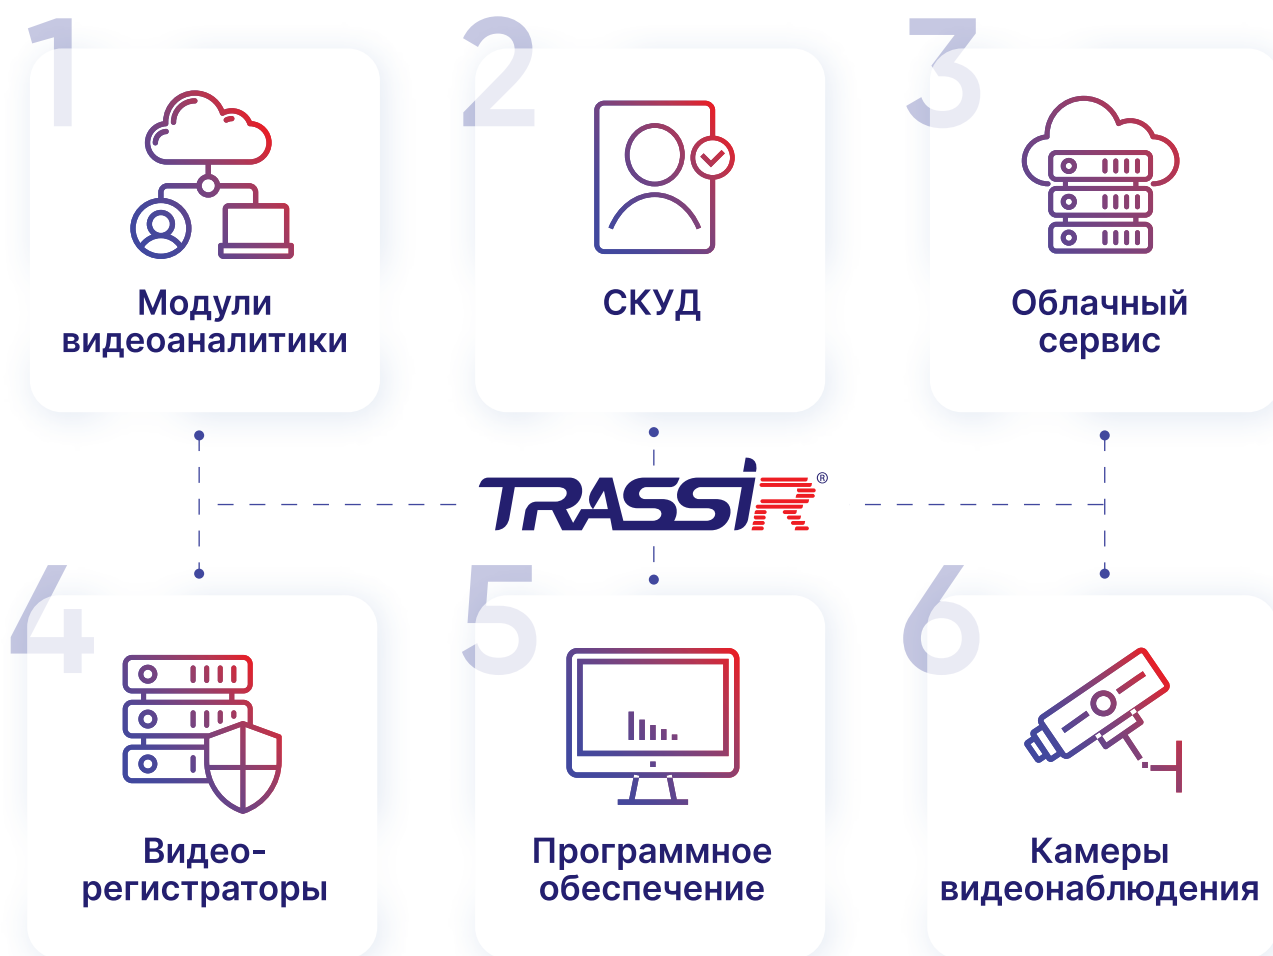 1
Модули
видеоаналитики
2
СКУД
3
Облачный
сервис
TRASSIR®
4
Видео-
регистраторы
5
Программное
обеспечение
6
Камеры
видеонаблюдения